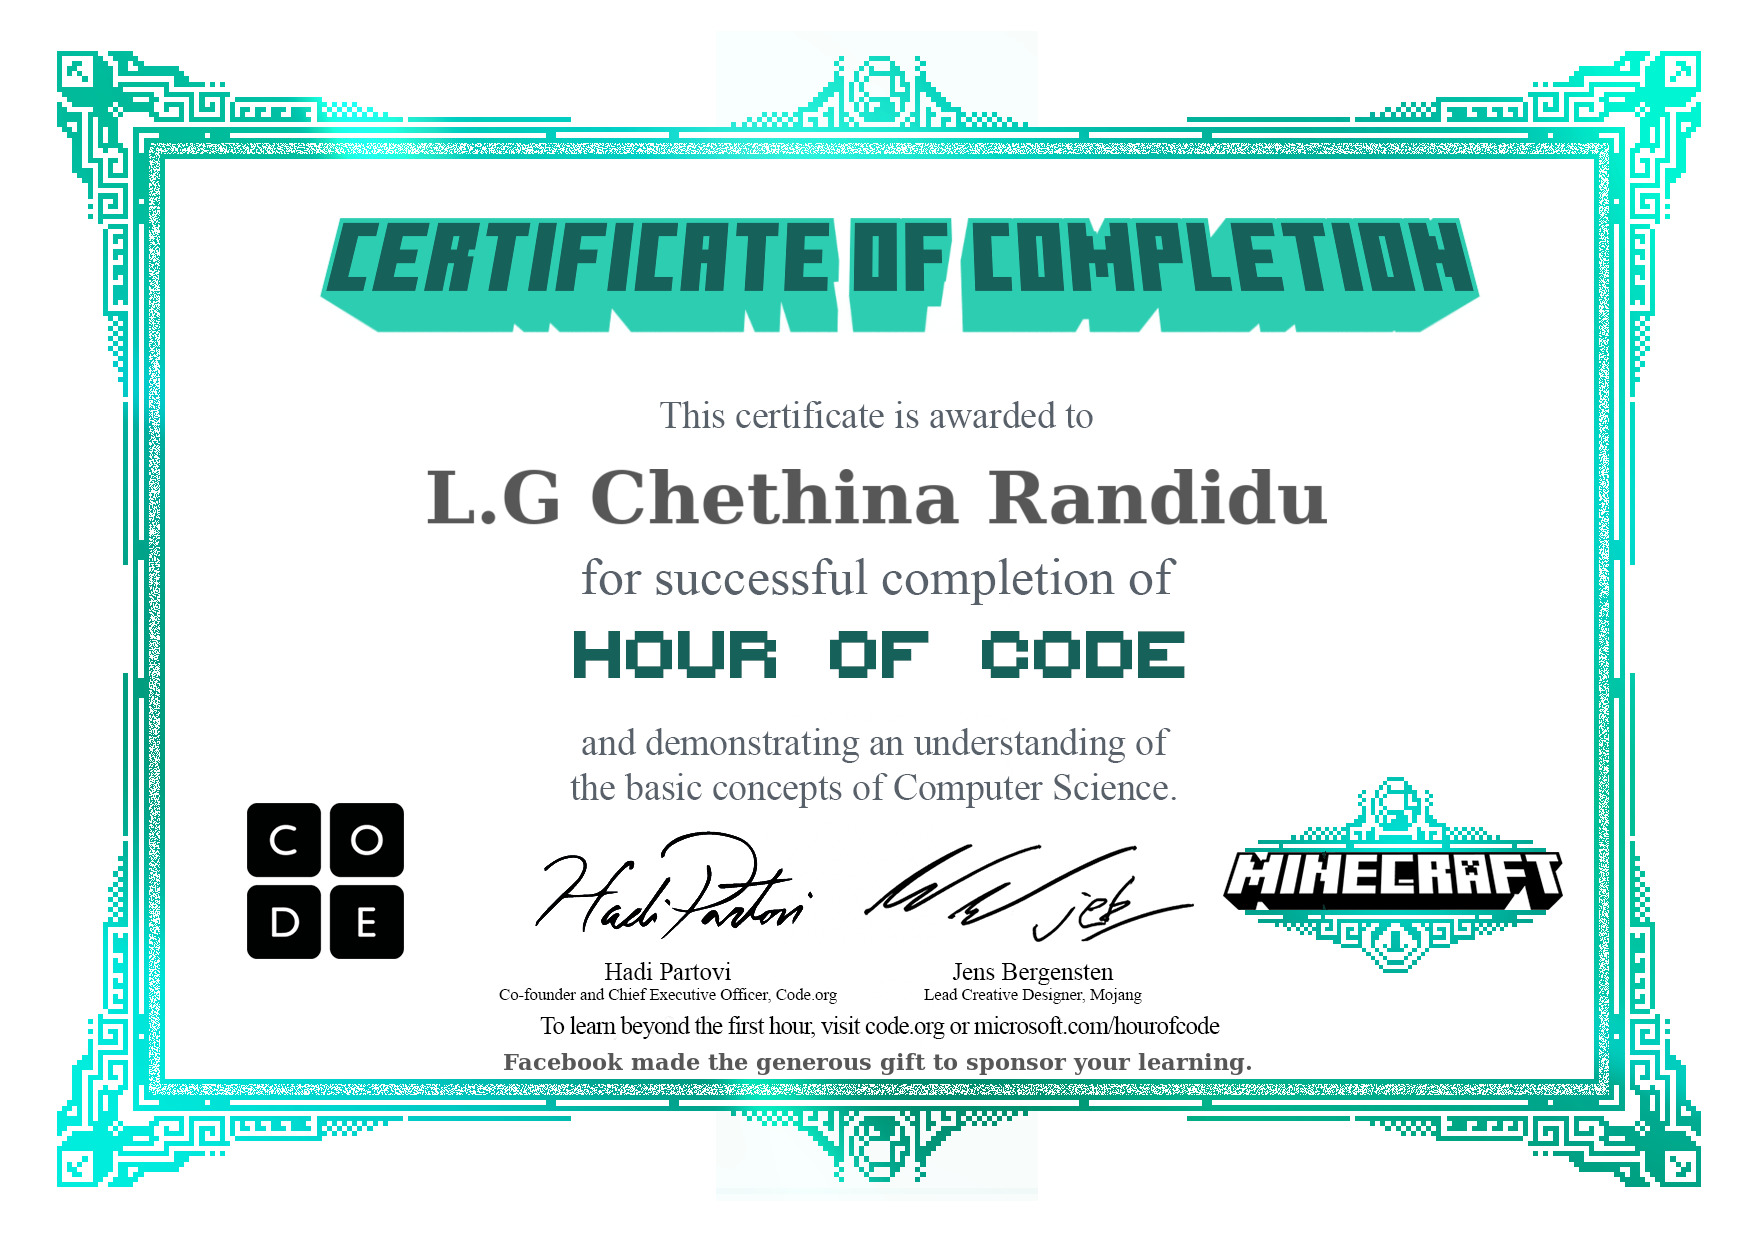 CERTIFICATE OF COMPLETION
This certificate is awarded to
L.G Chethina Randidu
for successful completion of
HOUR OF CODE
and demonstrating an understanding of
the basic concepts of Computer Science.
CO
DE
Hadi Partovi
jeb
MINECRAFT
Hadi Partovi
Co-founder and Chief Executive Officer, Code.org
Jens Bergensten
Lead Creative Designer, Mojang
To learn beyond the first hour, visit code.org or microsoft.com/hourofcode
Facebook made the generous gift to sponsor your learning.